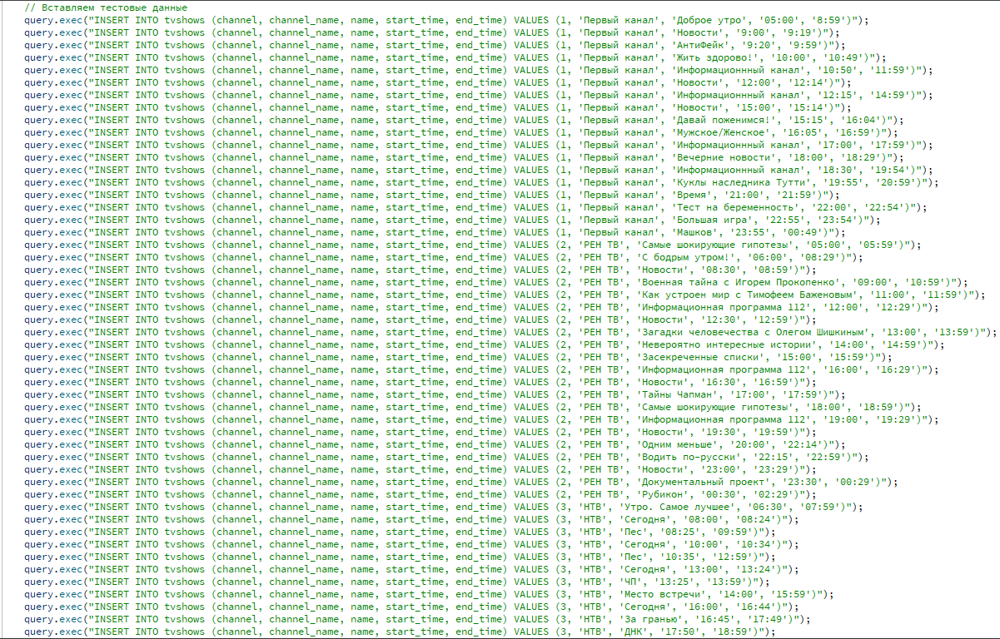 // Вставляем тестовые данные
query.exec("INSERT INTO tvshows (channel, channel_name, name, start_time, end_time) VALUES (1, 'Первый канал', 'Доброе утро', '05:00', '8:59')");
query.exec("INSERT INTO tvshows (channel, channel_name, name, start_time, end_time) VALUES (1, 'Первый канал', 'Новости', '9:00', '9:19')");
query.exec("INSERT INTO tvshows (channel, channel_name, name, start_time, end_time) VALUES (1, 'Первый канал', 'АнтиФейк', '9:20', '9:59')");
query.exec("INSERT INTO tvshows (channel, channel_name, name, start_time, end_time) VALUES (1, 'Первый канал', 'Жить здорово!', '10:00', '10:49')");
query.exec("INSERT INTO tvshows (channel, channel_name, name, start_time, end_time) VALUES (1, 'Первый канал', 'Информационнный канал', '10:50', '11:59')");
query.exec("INSERT INTO tvshows (channel, channel_name, name, start_time, end_time) VALUES (1, 'Первый канал', 'Новости', '12:00', '12:14')");
query.exec("INSERT INTO tvshows (channel, channel_name, name, start_time, end_time) VALUES (1, 'Первый канал', 'Информационнный канал', '12:15', '14:59')");
query.exec("INSERT INTO tvshows (channel, channel_name, name, start_time, end_time) VALUES (1, 'Первый канал', 'Новости', '15:00', '15:14')");
query.exec("INSERT INTO tvshows (channel, channel_name, name, start_time, end_time) VALUES (1, 'Первый канал', 'Давай поженимся!', '15:15', '16:04')");
query.exec("INSERT INTO tvshows (channel, channel_name, name, start_time, end_time) VALUES (1, 'Первый канал', 'Мужское/Женское', '16:05', '16:59')");
query.exec("INSERT INTO tvshows (channel, channel_name, name, start_time, end_time) VALUES (1, 'Первый канал', 'Информационнный канал', '17:00', '17:59')");
query.exec("INSERT INTO tvshows (channel, channel_name, name, start_time, end_time) VALUES (1, 'Первый канал', 'Вечерние новости', '18:00', '18:29')");
query.exec("INSERT INTO tvshows (channel, channel_name, name, start_time, end_time) VALUES (1, 'Первый канал', 'Информационнный канал', '18:30', '19:54')");
query.exec("INSERT INTO tvshows (channel, channel_name, name, start_time, end_time) VALUES (1, 'Первый канал', 'Куклы наследника Тутти', '19:55', '20:59')");
query.exec("INSERT INTO tvshows (channel, channel_name, name, start_time, end_time) VALUES (1, 'Первый канал', 'Время', '21:00', '21:59')");
query.exec("INSERT INTO tvshows (channel, channel_name, name, start_time, end_time) VALUES (1, 'Первый канал', 'Тест на беременность', '22:00', '22:54')");
query.exec("INSERT INTO tvshows (channel, channel_name, name, start_time, end_time) VALUES (1, 'Первый канал', 'Большая игра', '22:55', '23:54')");
query.exec("INSERT INTO tvshows (channel, channel_name, name, start_time, end_time) VALUES (1, 'Первый канал', 'Машков', '23:55', '00:49')");
query.exec("INSERT INTO tvshows (channel, channel_name, name, start_time, end_time) VALUES (2, 'РЕН ТВ', 'Самые шокирующие гипотезы', '05:00', '05:59')");
query.exec("INSERT INTO tvshows (channel, channel_name, name, start_time, end_time) VALUES (2, 'РЕН ТВ', 'С бодрым утром!', '06:00', '08:29')");
query.exec("INSERT INTO tvshows (channel, channel_name, name, start_time, end_time) VALUES (2, 'РЕН ТВ', 'Новости', '08:30', '08:59')");
query.exec("INSERT INTO tvshows (channel, channel_name, name, start_time, end_time) VALUES (2, 'РЕН ТВ', 'Военная тайна с Игорем Прокопенко', '09:00', '10:59')");
query.exec("INSERT INTO tvshows (channel, channel_name, name, start_time, end_time) VALUES (2, 'РЕН ТВ', 'Как устроен мир с Тимофеем Баженовым', '11:00', '11:59')");
query.exec("INSERT INTO tvshows (channel, channel_name, name, start_time, end_time) VALUES (2, 'РЕН ТВ', 'Информационная программа 112', '12:00', '12:29')");
query.exec("INSERT INTO tvshows (channel, channel_name, name, start_time, end_time) VALUES (2, 'РЕН ТВ', 'Новости', '12:30', '12:59')");
query.exec("INSERT INTO tvshows (channel, channel_name, name, start_time, end_time) VALUES (2, 'РЕН ТВ', 'Загадки человечества с Олегом Шишкиным', '13:00', '13:59')");
query.exec("INSERT INTO tvshows (channel, channel_name, name, start_time, end_time) VALUES (2, 'РЕН ТВ', 'Невероятно интересные истории', '14:00', '14:59')");
query.exec("INSERT INTO tvshows (channel, channel_name, name, start_time, end_time) VALUES (2, 'РЕН ТВ', 'Засекреченные списки', '15:00', '15:59')");
query.exec("INSERT INTO tvshows (channel, channel_name, name, start_time, end_time) VALUES (2, 'РЕН ТВ', 'Информационная программа 112', '16:00', '16:29')");
query.exec("INSERT INTO tvshows (channel, channel_name, name, start_time, end_time) VALUES (2, 'РЕН ТВ', 'Новости', '16:30', '16:59')");
query.exec("INSERT INTO tvshows (channel, channel_name, name, start_time, end_time) VALUES (2, 'РЕН ТВ', 'Тайны Чапман', '17:00', '17:59')");
query.exec("INSERT INTO tvshows (channel, channel_name, name, start_time, end_time) VALUES (2, 'РЕН ТВ', 'Самые шокирующие гипотезы', '18:00', '18:59')");
query.exec("INSERT INTO tvshows (channel, channel_name, name, start_time, end_time) VALUES (2, 'РЕН ТВ', 'Информационная программа 112', '19:00', '19:29')");
query.exec("INSERT INTO tvshows (channel, channel_name, name, start_time, end_time) VALUES (2, 'РЕН ТВ', 'Новости', '19:30', '19:59')");
query.exec("INSERT INTO tvshows (channel, channel_name, name, start_time, end_time) VALUES (2, 'РЕН ТВ', 'Одним меньше', '20:00', '22:14')");
query.exec("INSERT INTO tvshows (channel, channel_name, name, start_time, end_time) VALUES (2, 'РЕН ТВ', 'Водить по-русски', '22:15', '22:59')");
query.exec("INSERT INTO tvshows (channel, channel_name, name, start_time, end_time) VALUES (2, 'РЕН ТВ', 'Новости', '23:00', '23:29')");
query.exec("INSERT INTO tvshows (channel, channel_name, name, start_time, end_time) VALUES (2, 'РЕН ТВ', 'Документальный проект', '23:30', '00:29')");
query.exec("INSERT INTO tvshows (channel, channel_name, name, start_time, end_time) VALUES (2, 'РЕН ТВ', 'Рубикон', '00:30', '02:29')");
query.exec("INSERT INTO tvshows (channel, channel_name, name, start_time, end_time) VALUES (3, 'НТВ', 'Утро. Самое лучшее', '06:30', '07:59')");
query.exec("INSERT INTO tvshows (channel, channel_name, name, start_time, end_time) VALUES (3, 'НТВ', 'Сегодня', '08:00', '08:24')");
query.exec("INSERT INTO tvshows (channel, channel_name, name, start_time, end_time) VALUES (3, 'НТВ', 'Пес', '08:25', '09:59')");
query.exec("INSERT INTO tvshows (channel, channel_name, name, start_time, end_time) VALUES (3, 'НТВ', 'Сегодня', '10:00', '10:34')");
query.exec("INSERT INTO tvshows (channel, channel_name, name, start_time, end_time) VALUES (3, 'НТВ', 'Пес', '10:35', '12:59')");
query.exec("INSERT INTO tvshows (channel, channel_name, name, start_time, end_time) VALUES (3, 'НТВ', 'Сегодня', '13:00', '13:24')");
query.exec("INSERT INTO tvshows (channel, channel_name, name, start_time, end_time) VALUES (3, 'НТВ', 'ЧП', '13:25', '13:59')");
query.exec("INSERT INTO tvshows (channel, channel_name, name, start_time, end_time) VALUES (3, 'НТВ', 'Место встречи', '14:00', '15:59')");
query.exec("INSERT INTO tvshows (channel, channel_name, name, start_time, end_time) VALUES (3, 'НТВ', 'Сегодня', '16:00', '16:44')");
query.exec("INSERT INTO tvshows (channel, channel_name, name, start_time, end_time) VALUES (3, 'НТВ', 'За гранью', '16:45', '17:49')");
query.exec("INSERT INTO tvshows (channel, channel_name, name, start_time, end_time) VALUES (3, 'НТВ', 'ДНК', '17:50', '18:59')");